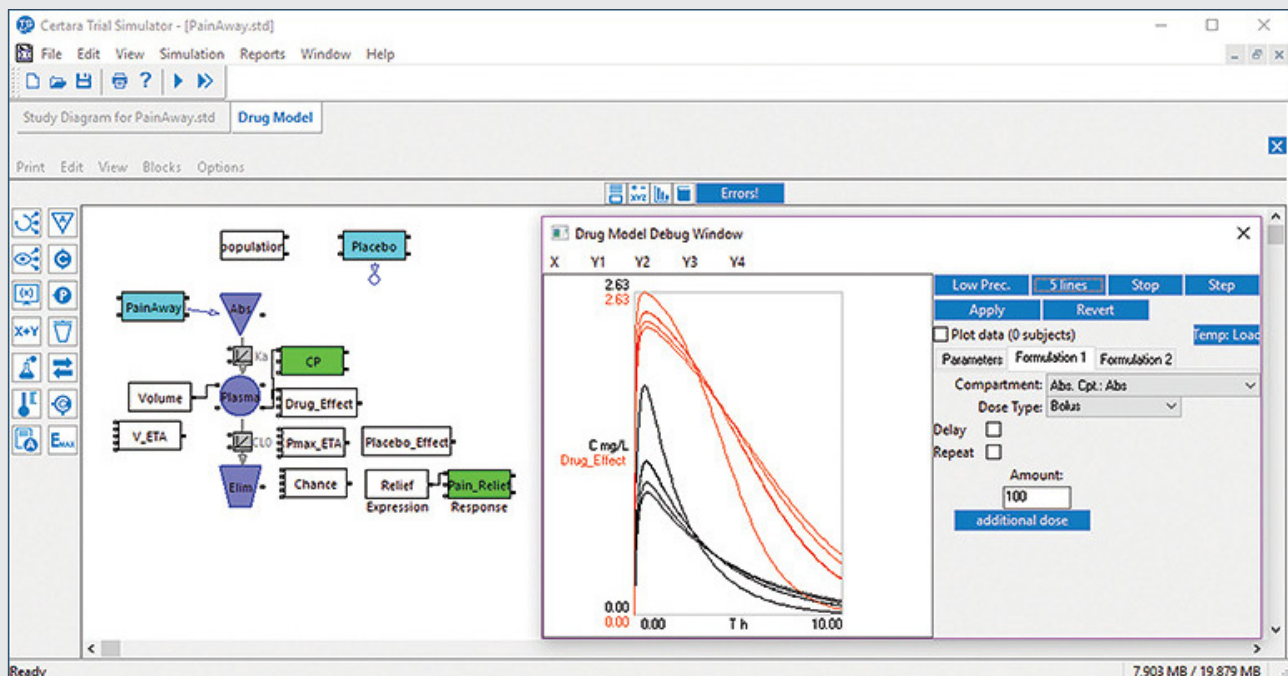 Certara Trial Simulator - [PainAway.std]
File Edit View Simulation Reports Window Help
Study Diagram for PainAway.std Drug Model
Print Edit View Blocks Options
XYZ Errors!
population Placebo
PainAway Abs
Ka CP
Volume Plasma Drug_Effect
V_ETA CL0 Pmax_ETA Placebo_Effect
Elim Chance Relief Pain_Relief
Expression Response
X+Y
EMAX
Drug Model Debug Window
X Y1 Y2 Y3 Y4
2.63
2.63
C mg/L
Drug_Effect
0.00
0.00 0.00 T h 10.00
Low Prec. 5 lines Stop Step
Apply Revert
Plot data (0 subjects) Temp: Load
Parameters Formulation 1 Formulation 2
Compartment: Abs. Cpt.: Abs
Dose Type: Bolus
Delay
Repeat
Amount:
100
additional dose
Ready 7.903 MB / 19.879 MB